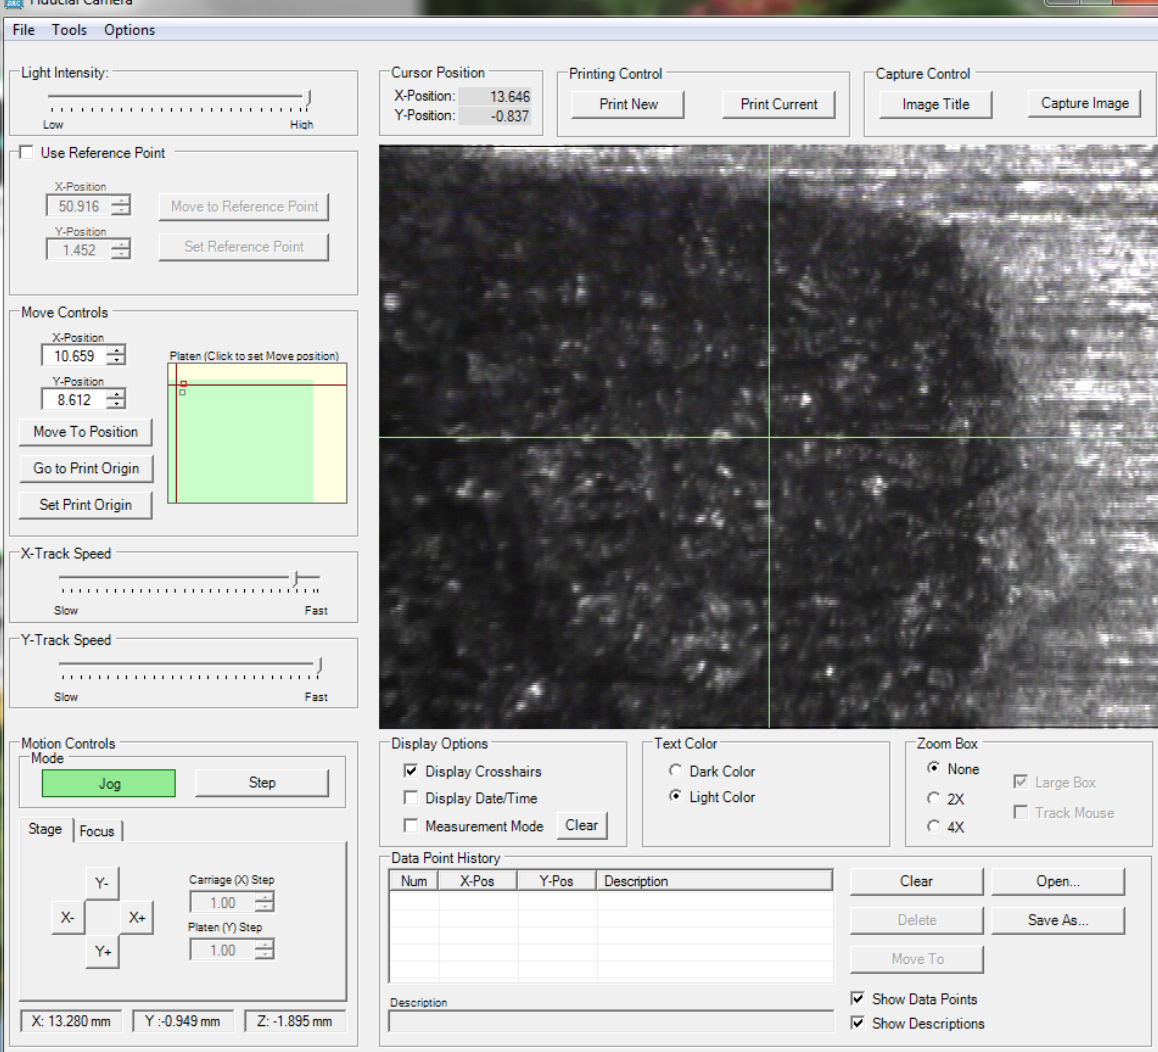 Fiducial Camera
File Tools Options
Light Intensity:
Low High
Cursor Position
X-Position: 13.646
Y-Position: -0.837
Printing Control
Print New Print Current
Capture Control
Image Title Capture Image
Use Reference Point
X-Position
50.916 Move to Reference Point
Y-Position
1.452 Set Reference Point
Move Controls
X-Position
10.659
Y-Position
8.612
Platen (Click to set Move position)
Move To Position
Go to Print Origin
Set Print Origin
X-Track Speed
Slow Fast
Y-Track Speed
Slow Fast
Motion Controls
Mode
Jog Step
Stage Focus
Y-
X- X+
Y+
Carriage (X) Step
1.00
Platen (Y) Step
1.00
X: 13.280 mm Y :-0.949 mm Z: -1.895 mm
Display Options
Display Crosshairs
Display Date/Time
Measurement Mode Clear
Text Color
Dark Color
Light Color
Zoom Box
None
2X
4X
Large Box
Track Mouse
Data Point History
Num X-Pos Y-Pos Description
Description
Clear Open...
Delete Save As...
Move To
Show Data Points
Show Descriptions